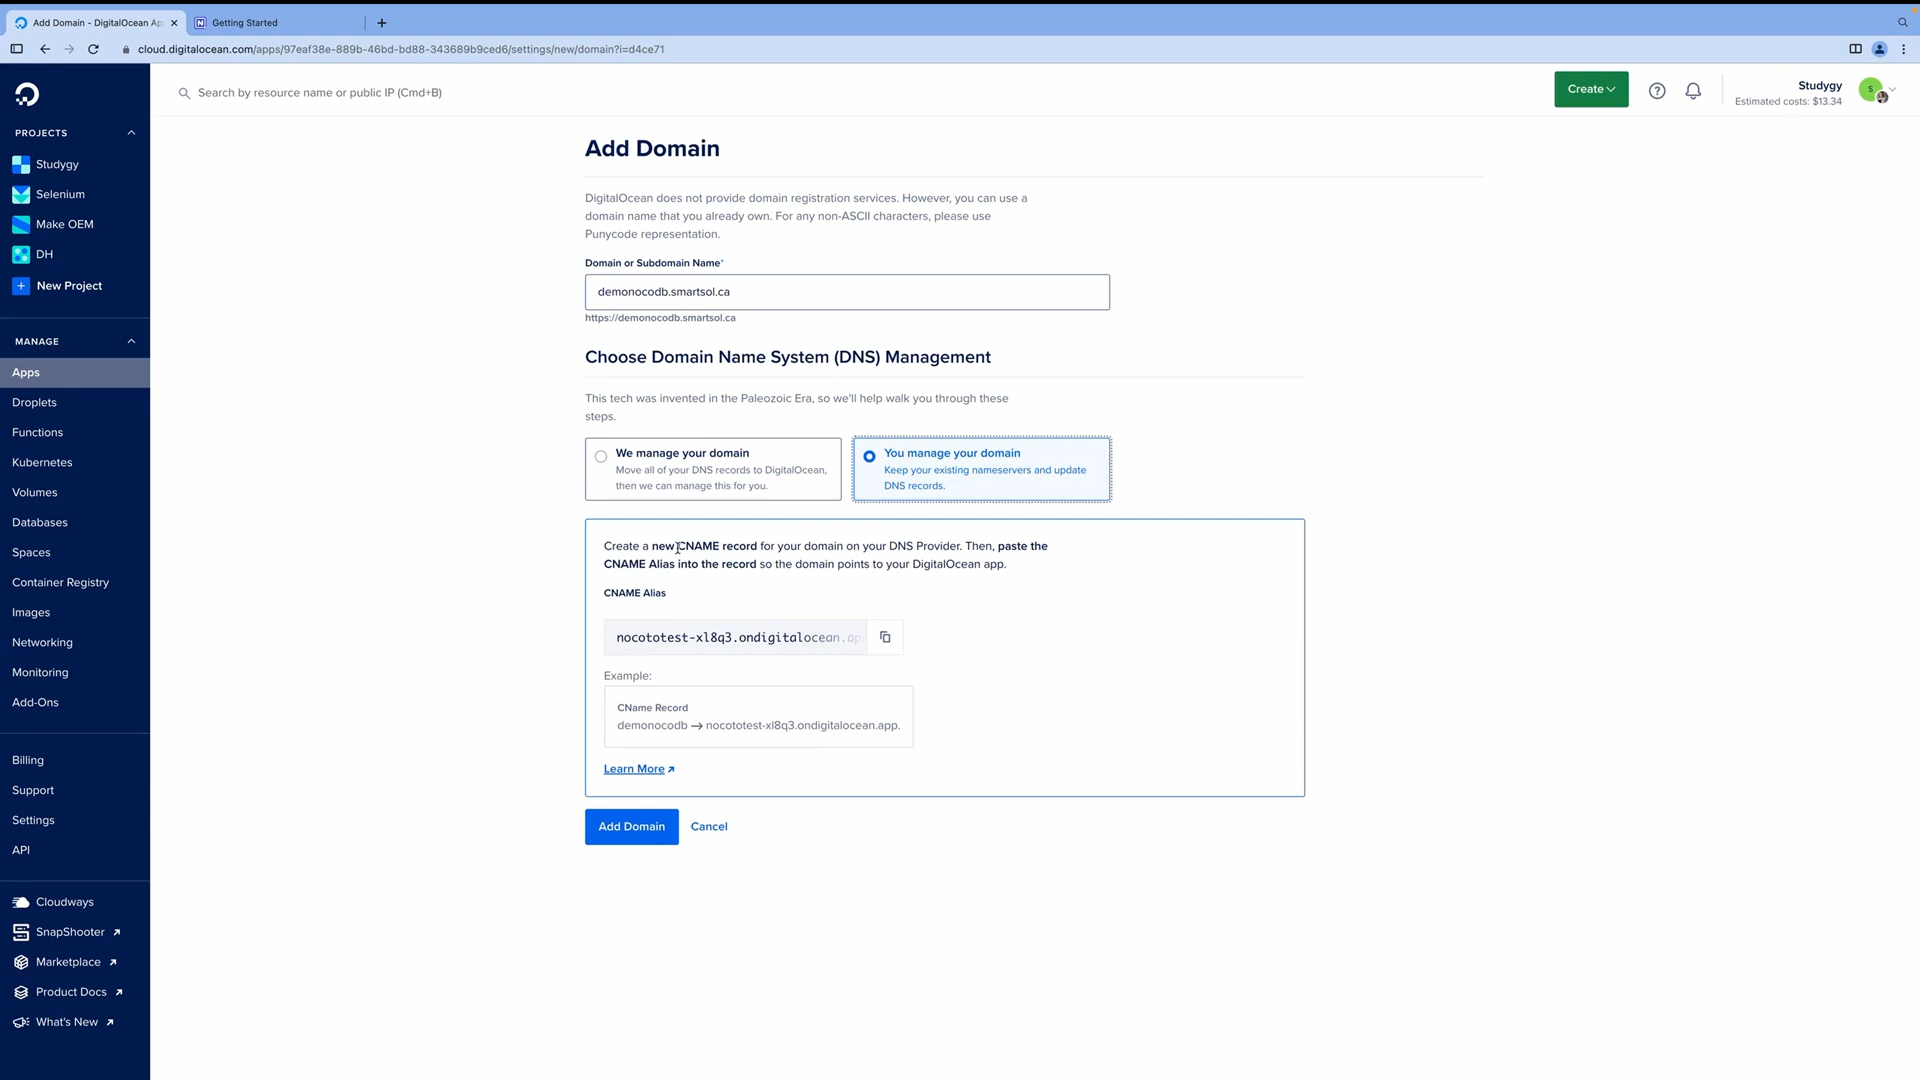 Add Domain - DigitalOcean Ap
Getting Started
cloud.digitalocean.com/apps/97eaf38e-889b-46bd-bd88-343689b9ced6/settings/new/domain?i=d4ce71
Search by resource name or public IP (Cmd+B)
Create
Studygy
Estimated costs: $13.34
S
PROJECTS
Studygy
Selenium
Make OEM
DH
New Project
MANAGE
Apps
Droplets
Functions
Kubernetes
Volumes
Databases
Spaces
Container Registry
Images
Networking
Monitoring
Add-Ons
Billing
Support
Settings
API
Cloudways
SnapShooter
Marketplace
Product Docs
What's New
Add Domain
DigitalOcean does not provide domain registration services. However, you can use a
domain name that you already own. For any non-ASCII characters, please use
Punycode representation.
Domain or Subdomain Name*
demonocodb.smartsol.ca
https://demonocodb.smartsol.ca
Choose Domain Name System (DNS) Management
This tech was invented in the Paleozoic Era, so we'll help walk you through these
steps.
We manage your domain
Move all of your DNS records to DigitalOcean,
then we can manage this for you.
You manage your domain
Keep your existing nameservers and update
DNS records.
Create a new CNAME record for your domain on your DNS Provider. Then, paste the
CNAME Alias into the record so the domain points to your DigitalOcean app.
CNAME Alias
nocototest-xl8q3.ondigitalocean.ap
Example:
CName Record
demonocodb → nocototest-xl8q3.ondigitalocean.app.
Learn More
Add Domain
Cancel